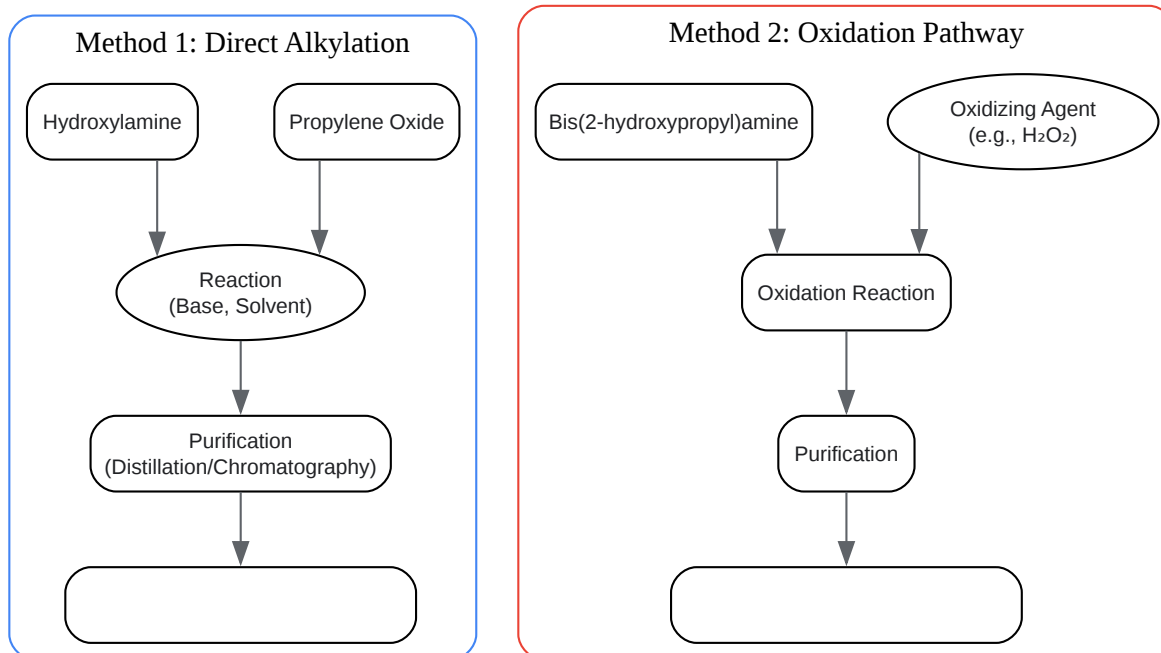 Method 1: Direct Alkylation
Hydroxylamine
Propylene Oxide
Reaction
(Base, Solvent)
Purification
(Distillation/Chromatography)
Method 2: Oxidation Pathway
Bis(2-hydroxypropyl)amine
Oxidizing Agent
(e.g., H₂O₂)
Oxidation Reaction
Purification